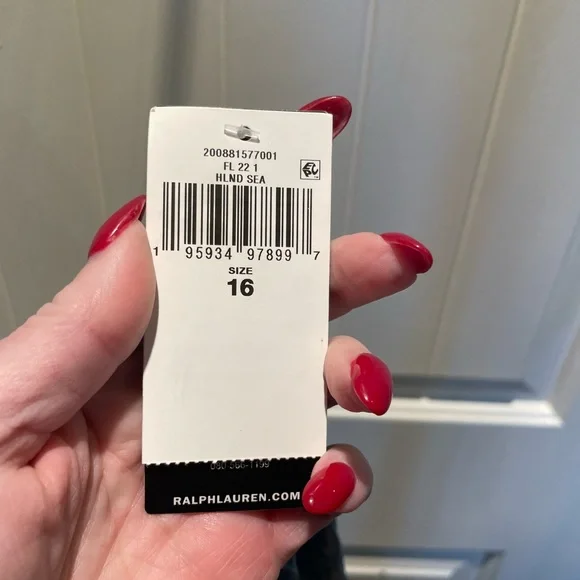 200881577001
FL 22 1
HLND SEA
1 95934 97899 7
SIZE
16
RALPHLAUREN.COM